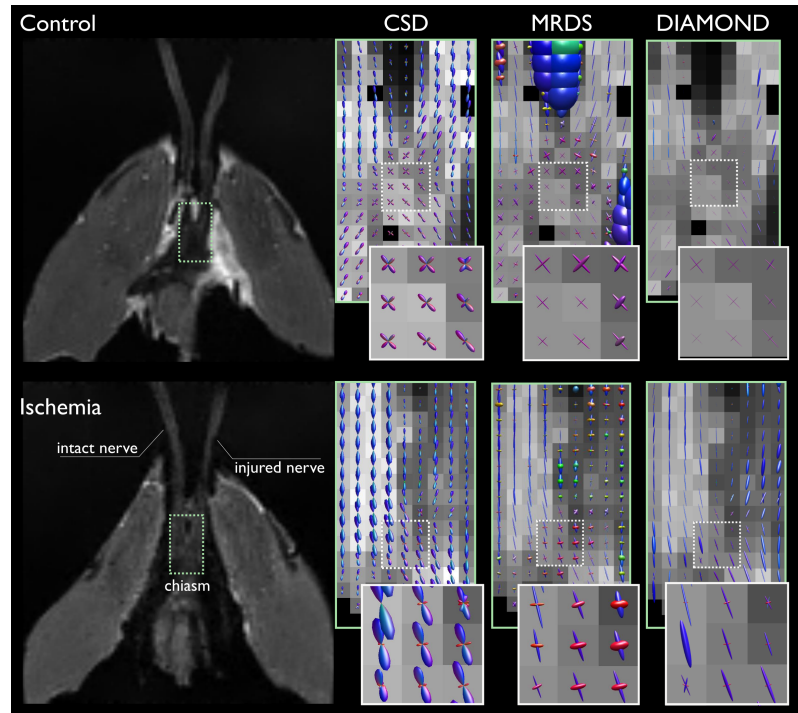 Control
CSD
MRDS
DIAMOND
Ischemia
intact nerve
injured nerve
chiasm